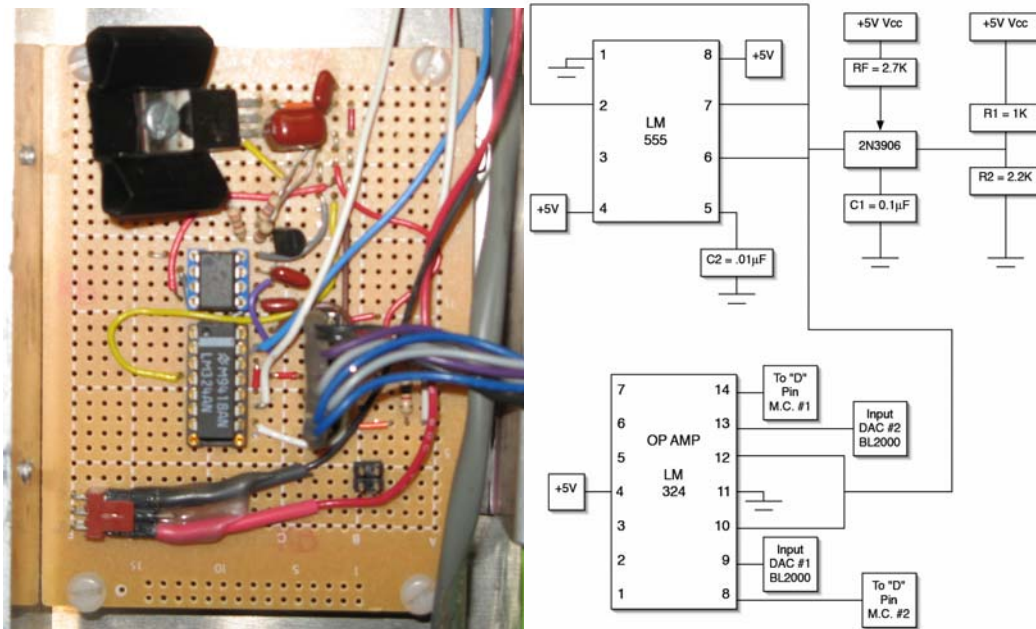 M9418AN
LM324AN
15
10
5
1
C
B
A
+5V Vcc
+5V Vcc
RF = 2.7K
R1 = 1K
2N3906
R2 = 2.2K
C1 = 0.1µF
LM
555
1
2
3
4
8
7
6
5
+5V
+5V
C2 = .01µF
OP AMP
LM
324
7
6
5
4
3
2
1
14
13
12
11
10
9
8
+5V
To "D"
Pin
M.C. #1
Input
DAC #2
BL2000
Input
DAC #1
BL2000
To "D"
Pin
M.C. #2